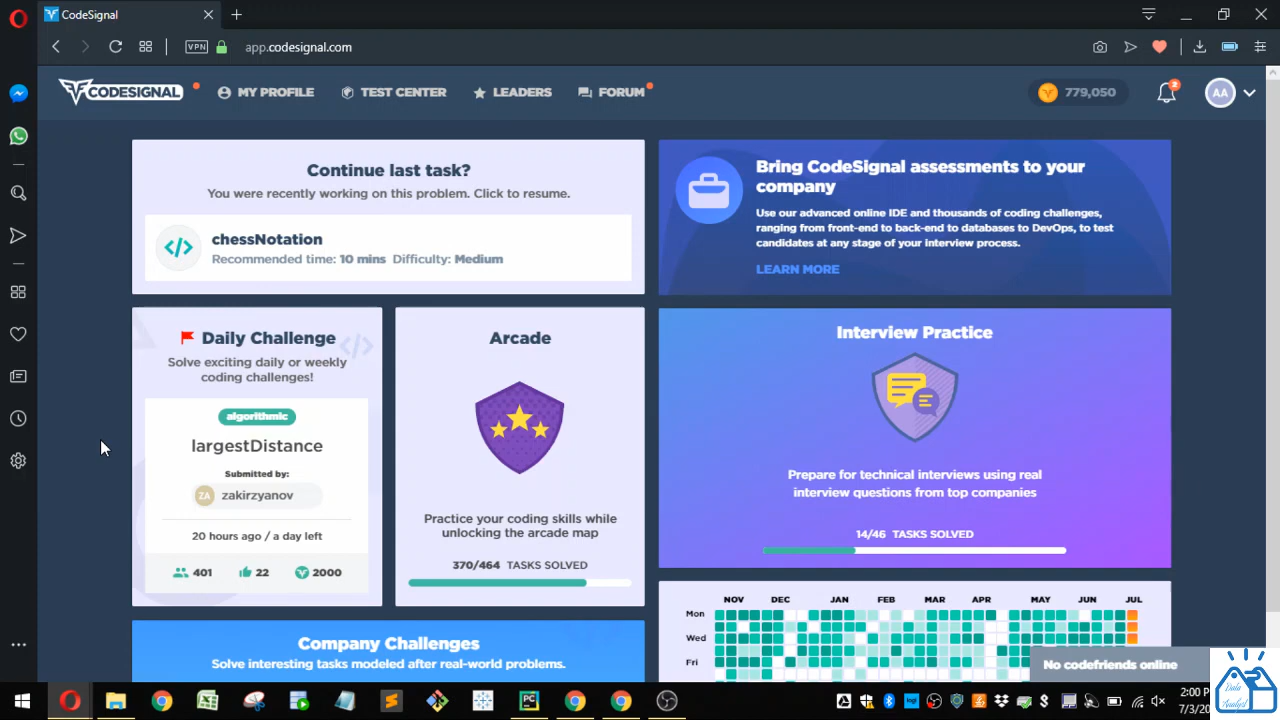 CodeSignal
VPN
app.codesignal.com
CODESIGNAL
MY PROFILE
TEST CENTER
LEADERS
FORUM
779,050
2
AA
Continue last task?
You were recently working on this problem. Click to resume.
</>
chessNotation
Recommended time: 10 mins Difficulty: Medium
Bring CodeSignal assessments to your
company
Use our advanced online IDE and thousands of coding challenges,
ranging from front-end to back-end to databases to DevOps, to test
candidates at any stage of your interview process.
LEARN MORE
Daily Challenge
Solve exciting daily or weekly
coding challenges!
algorithmic
largestDistance
Submitted by:
ZA zakirzyanov
20 hours ago / a day left
401
22
2000
Arcade
Practice your coding skills while
unlocking the arcade map
370/464 TASKS SOLVED
Interview Practice
Prepare for technical interviews using real
interview questions from top companies
14/46 TASKS SOLVED
Company Challenges
Solve interesting tasks modeled after real-world problems.
NOV DEC JAN FEB MAR APR MAY JUN JUL
Mon
Wed
Fri
No codefriends online
2:00 PM
7/3/20
Data
Analyst